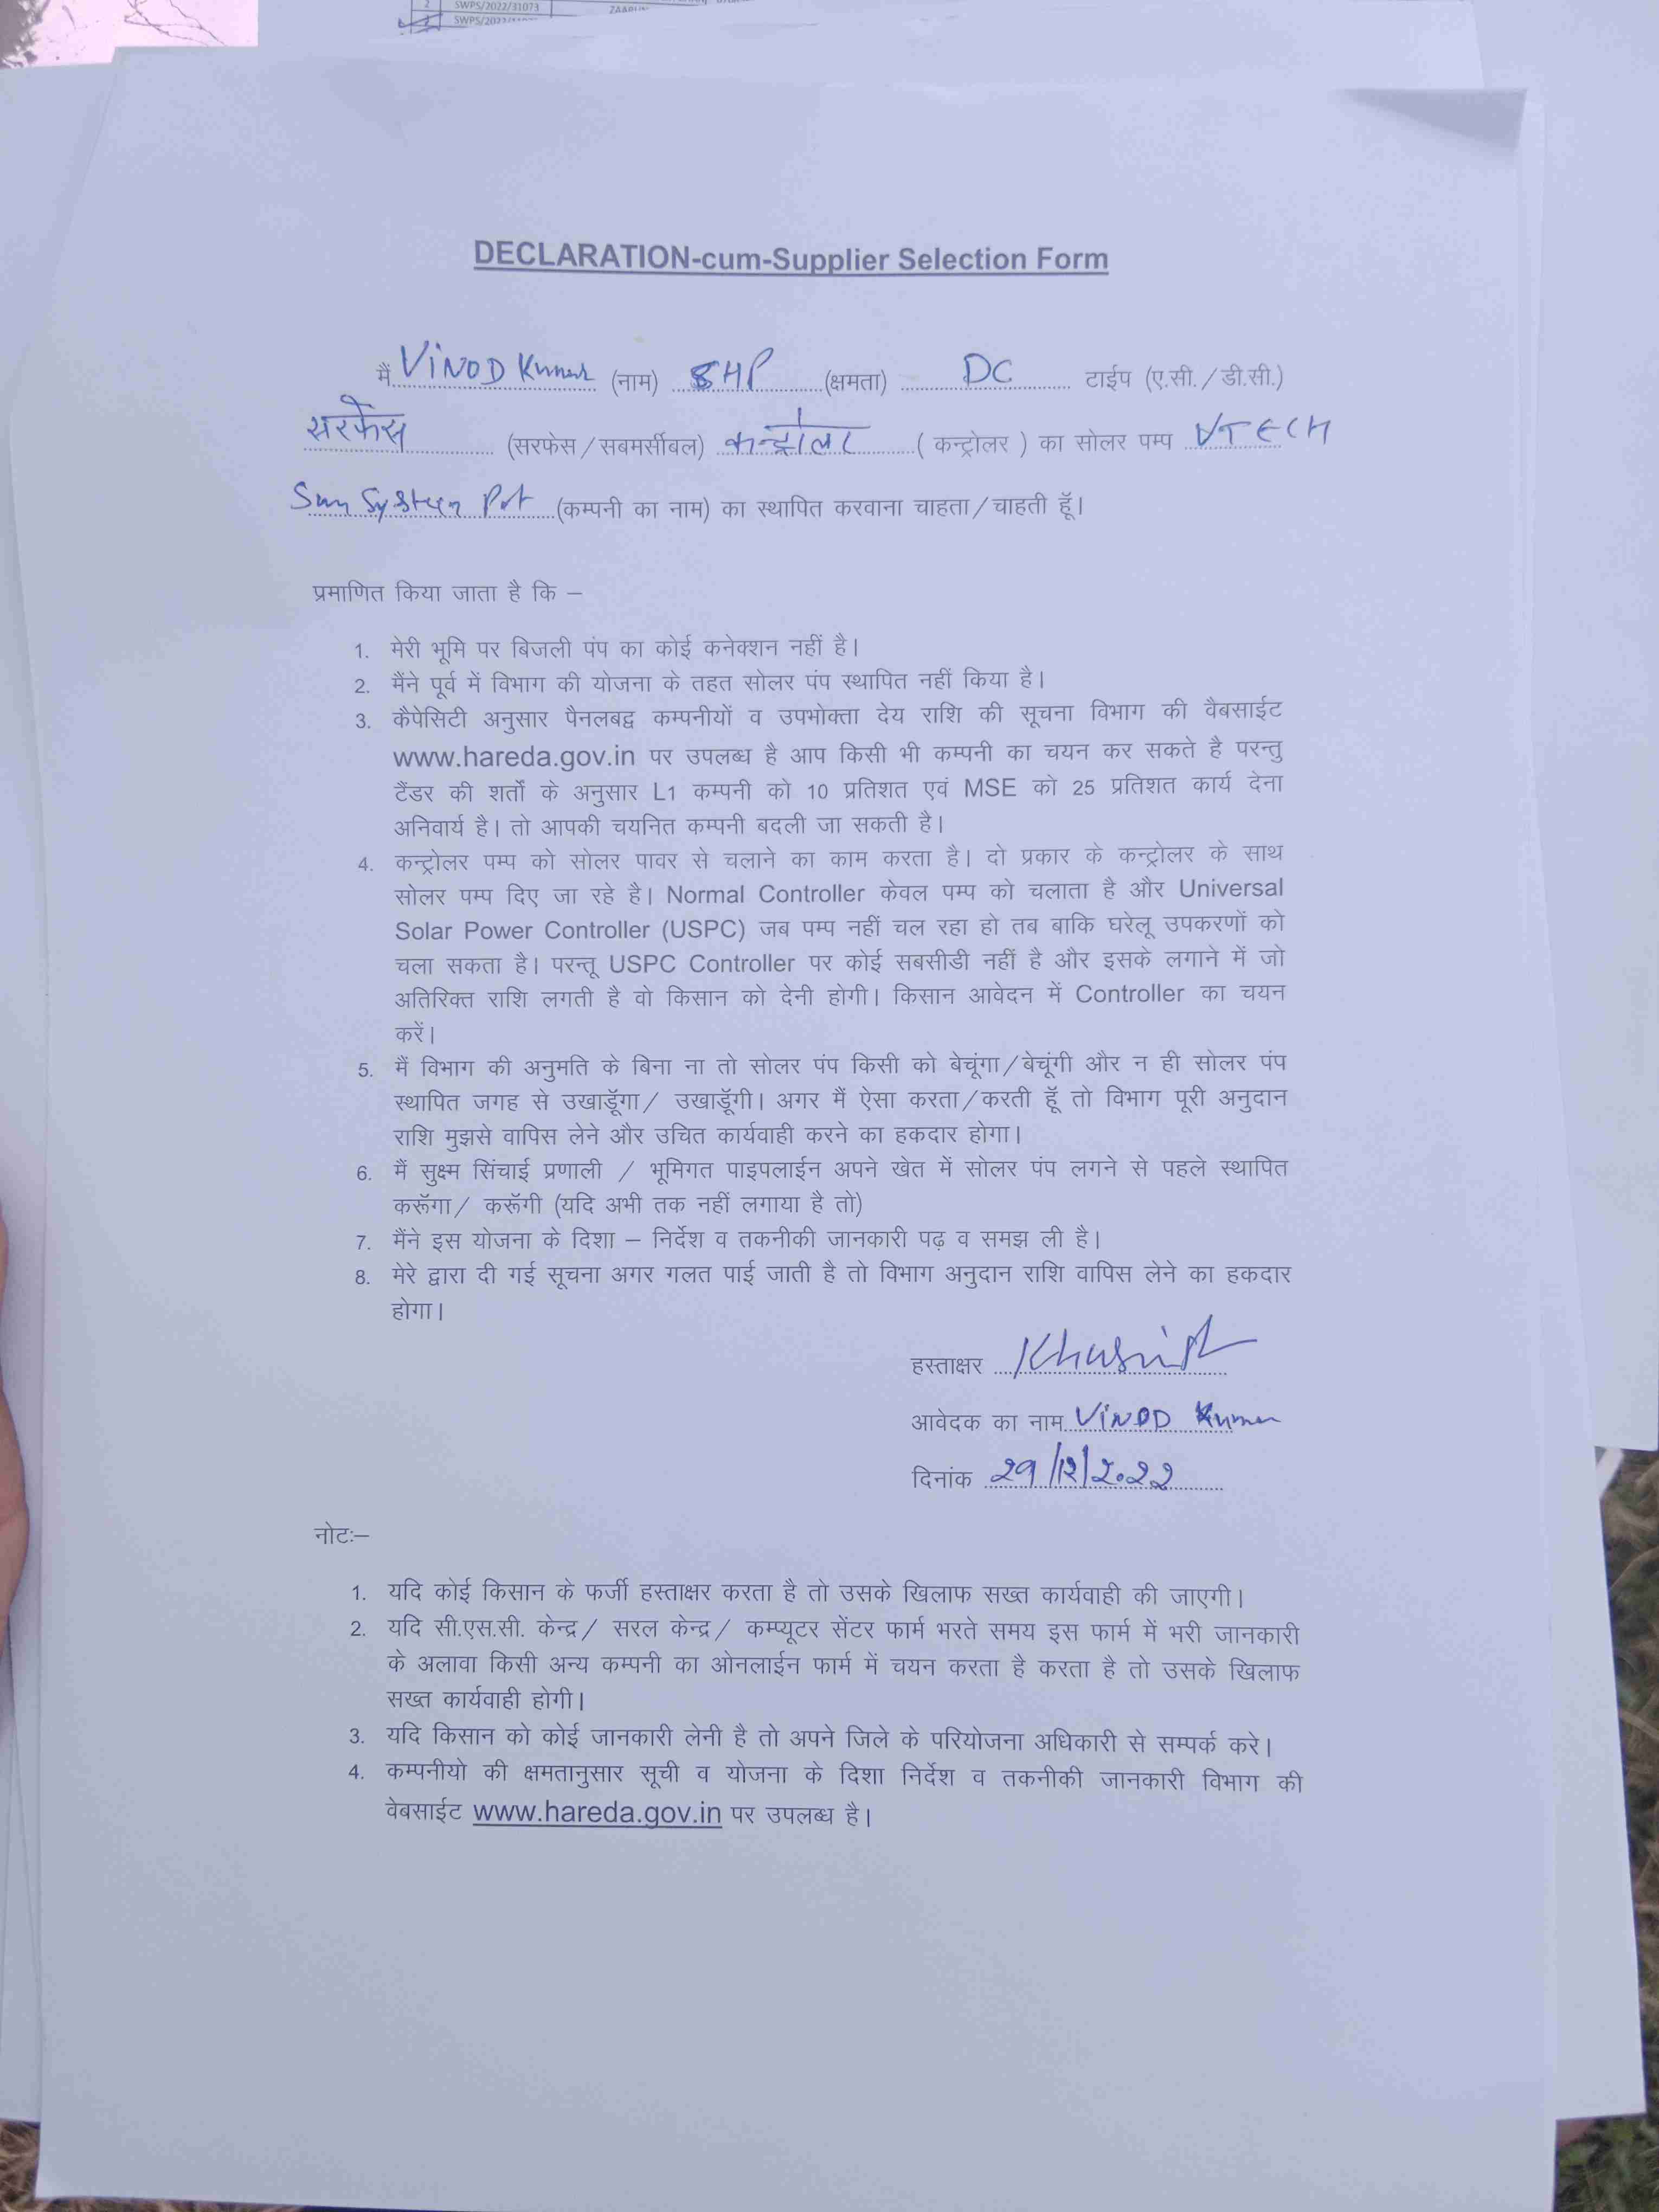 2 SWPS/2022/31073
DECLARATION-cum-Supplier Selection Form
मैं VINOD Kumar (नाम) 8HP (क्षमता) DC टाईप (ए.सी./डी.सी.)
सरफेस (सरफेस/सबमर्सीबल) कन्ट्रोलर ( कन्ट्रोलर ) का सोलर पम्प VTECH
Sun System Pvt (कम्पनी का नाम) का स्थापित करवाना चाहता/चाहती हूॅं।
प्रमाणित किया जाता है कि –
1. मेरी भूमि पर बिजली पंप का कोई कनेक्शन नहीं है।
2. मैंने पूर्व में विभाग की योजना के तहत सोलर पंप स्थापित नहीं किया है।
3. कैपेसिटी अनुसार पैनलबद्व कम्पनीयों व उपभोक्ता देय राशि की सूचना विभाग की वैबसाईट
www.hareda.gov.in पर उपलब्ध है आप किसी भी कम्पनी का चयन कर सकते है परन्तु
टैंडर की शर्तों के अनुसार L1 कम्पनी को 10 प्रतिशत एवं MSE को 25 प्रतिशत कार्य देना
अनिवार्य है। तो आपकी चयनित कम्पनी बदली जा सकती है।
4. कन्ट्रोलर पम्प को सोलर पावर से चलाने का काम करता है। दो प्रकार के कन्ट्रोलर के साथ
सोलर पम्प दिए जा रहे है। Normal Controller केवल पम्प को चलाता है और Universal
Solar Power Controller (USPC) जब पम्प नहीं चल रहा हो तब बाकि घरेलू उपकरणों को
चला सकता है। परन्तू USPC Controller पर कोई सबसीडी नहीं है और इसके लगाने में जो
अतिरिक्त राशि लगती है वो किसान को देनी होगी। किसान आवेदन में Controller का चयन
करें।
5. मैं विभाग की अनुमति के बिना ना तो सोलर पंप किसी को बेचूंगा/बेचूंगी और न ही सोलर पंप
स्थापित जगह से उखाडूॅंगा/ उखाडूॅंगी। अगर मैं ऐसा करता/करती हूॅं तो विभाग पूरी अनुदान
राशि मुझसे वापिस लेने और उचित कार्यवाही करने का हकदार होगा।
6. मैं सुक्ष्म सिंचाई प्रणाली / भूमिगत पाइपलाईन अपने खेत में सोलर पंप लगने से पहले स्थापित
करूॅंगा/ करूॅंगी (यदि अभी तक नहीं लगाया है तो)
7. मैंने इस योजना के दिशा – निर्देश व तकनीकी जानकारी पढ़ व समझ ली है।
8. मेरे द्वारा दी गई सूचना अगर गलत पाई जाती है तो विभाग अनुदान राशि वापिस लेने का हकदार
होगा।
हस्ताक्षर
आवेदक का नाम VINOD Kumar
दिनांक 29/12/2022
नोटः–
1. यदि कोई किसान के फर्जी हस्ताक्षर करता है तो उसके खिलाफ सख्त कार्यवाही की जाएगी।
2. यदि सी.एस.सी. केन्द्र/ सरल केन्द्र/ कम्प्यूटर सेंटर फार्म भरते समय इस फार्म में भरी जानकारी
के अलावा किसी अन्य कम्पनी का ओनलाईन फार्म में चयन करता है करता है तो उसके खिलाफ
सख्त कार्यवाही होगी।
3. यदि किसान को कोई जानकारी लेनी है तो अपने जिले के परियोजना अधिकारी से सम्पर्क करे।
4. कम्पनीयो की क्षमतानुसार सूची व योजना के दिशा निर्देश व तकनीकी जानकारी विभाग की
वेबसाईट www.hareda.gov.in पर उपलब्ध है।